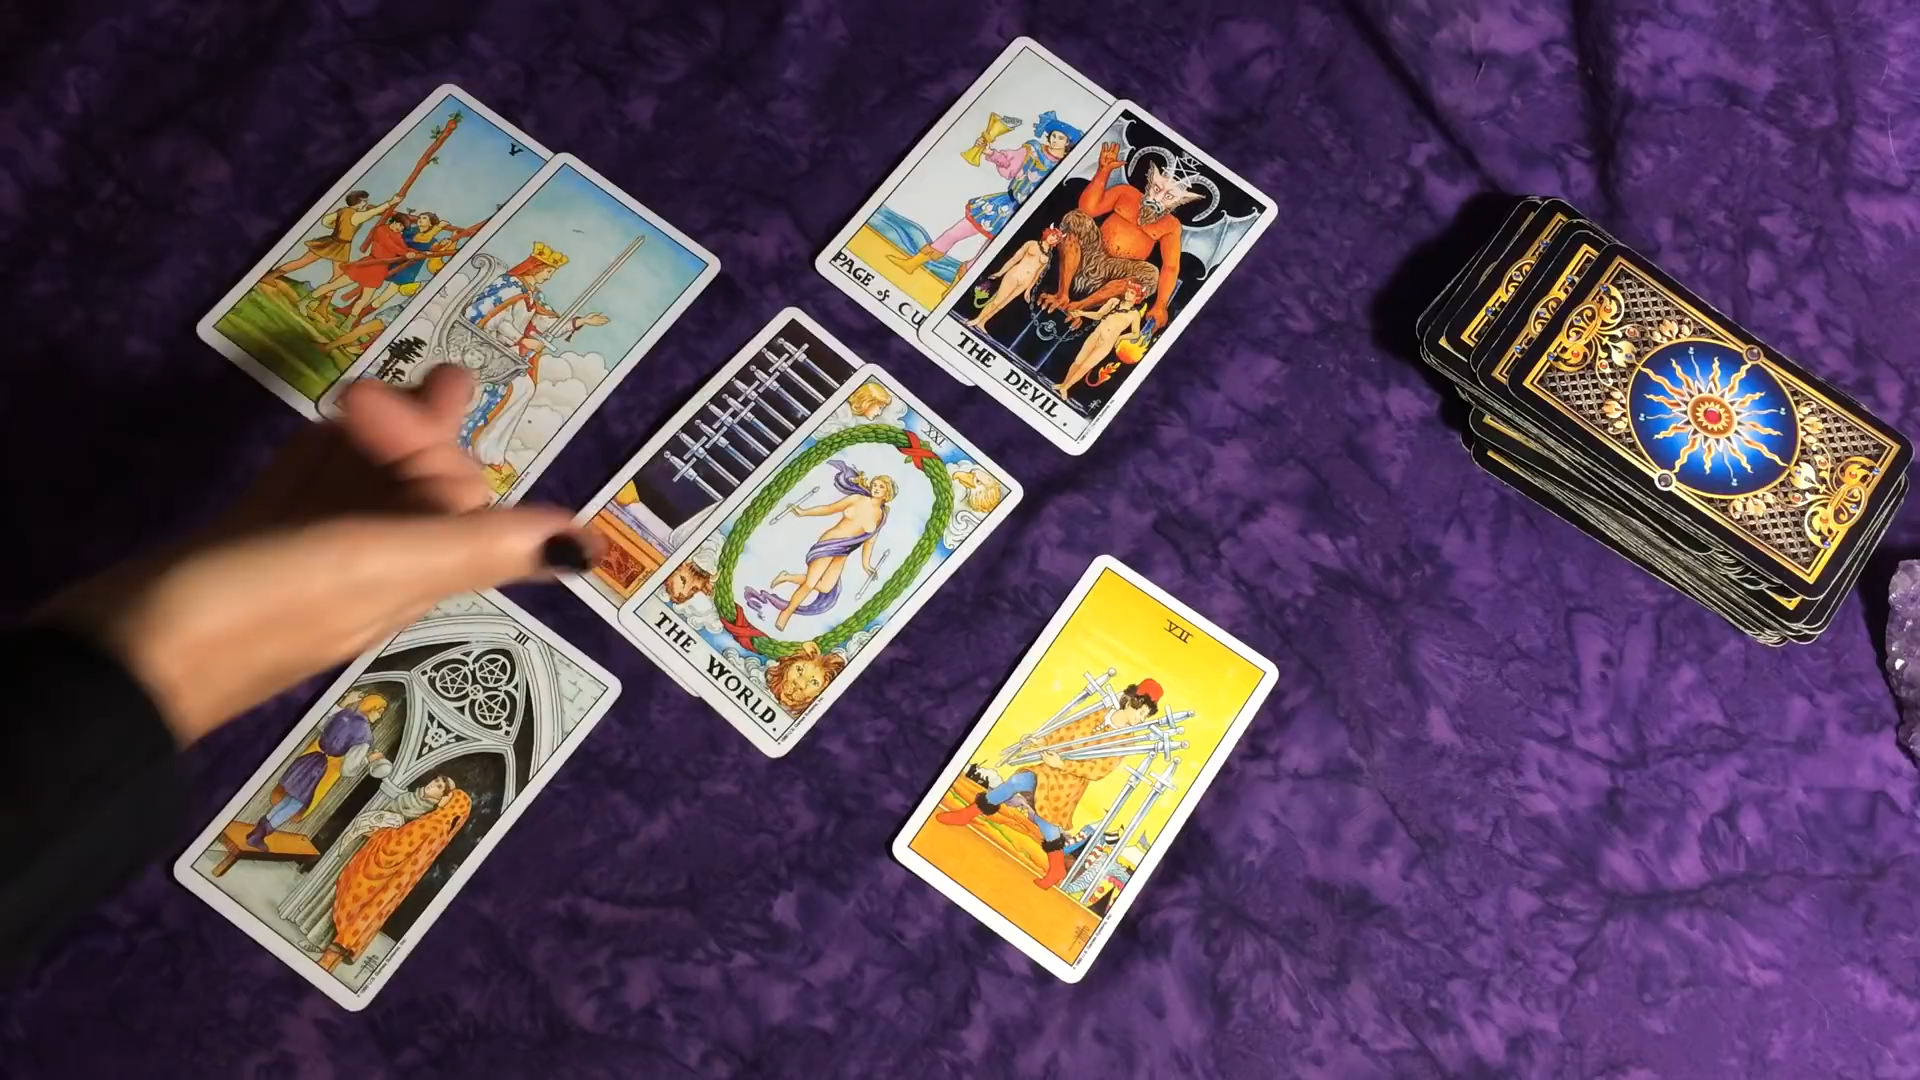 V
PAGE of CU
XV
THE DEVIL.
XXI
THE WORLD.
III
VII